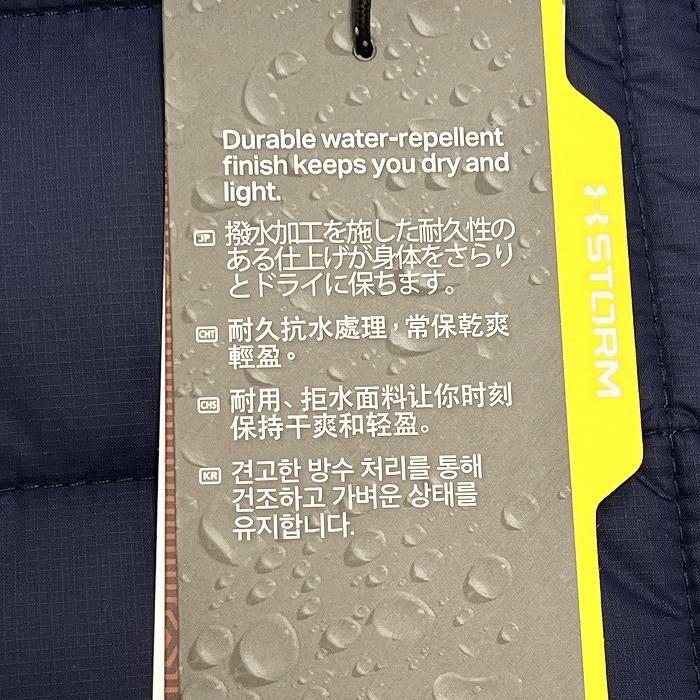 Durable water-repellent
finish keeps you dry and
light.
JP
撥水加工を施した耐久性の
ある仕上げが身体をさらり
とドライに保ちます。
CHT
耐久抗水處理，常保乾爽
輕盈。
CHS
耐用、拒水面料让你时刻
保持干爽和轻盈。
KR
견고한 방수 처리를 통해
건조하고 가벼운 상태를
유지합니다.
STORM